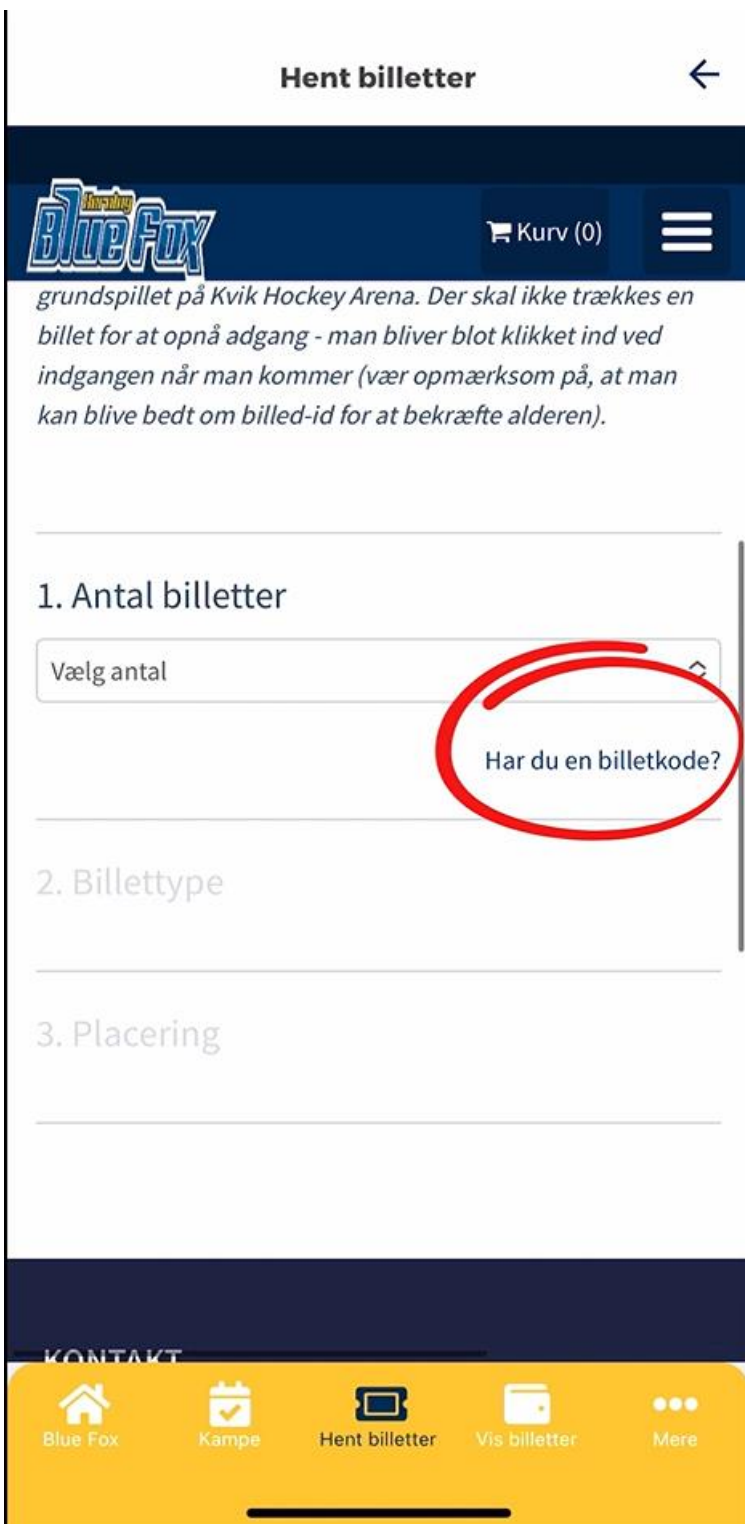 Hent billetter
Herning
Blue Fox
Kurv (0)
grundspillet på Kvik Hockey Arena. Der skal ikke trækkes en
billet for at opnå adgang - man bliver blot klikket ind ved
indgangen når man kommer (vær opmærksom på, at man
kan blive bedt om billed-id for at bekræfte alderen).
1. Antal billetter
Vælg antal
Har du en billetkode?
2. Billettype
3. Placering
KONTAKT
Blue Fox
Kampe
Hent billetter
Vis billetter
Mere